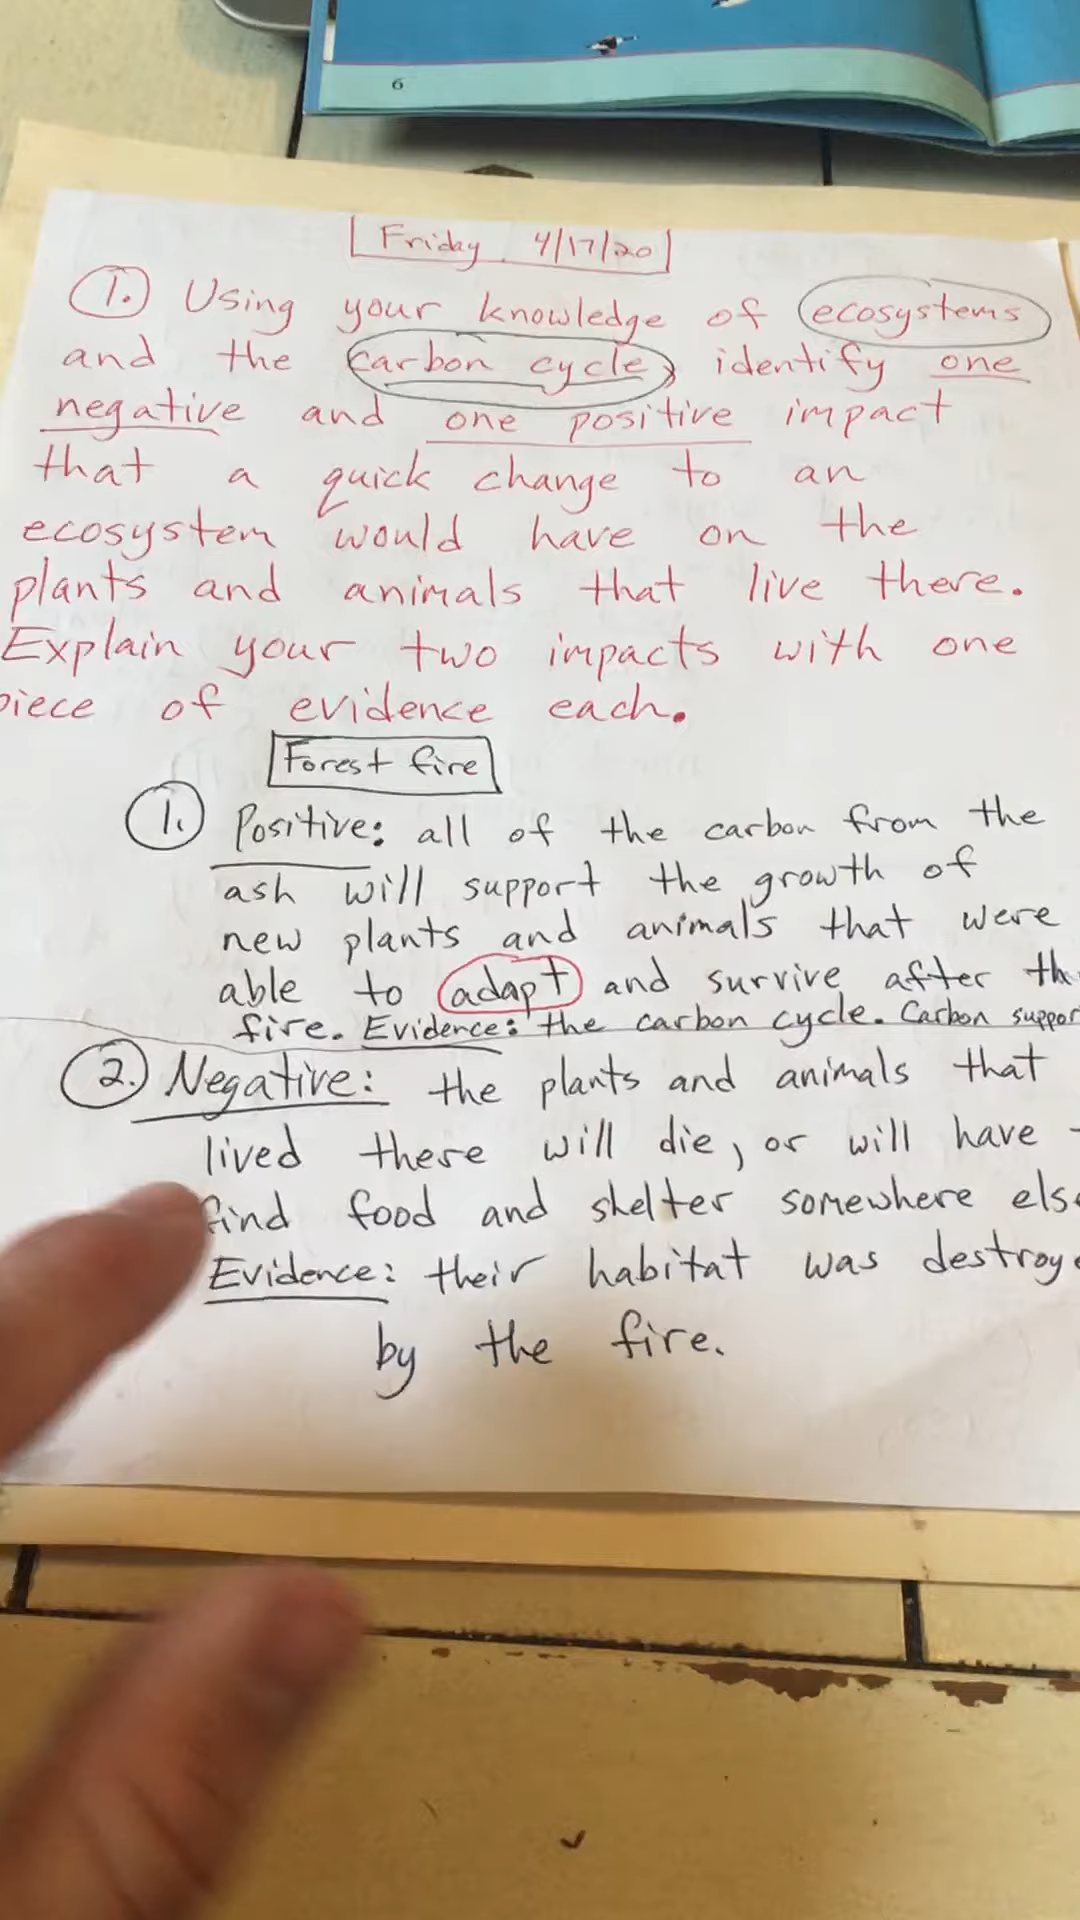 6
Friday 4/17/20
1. Using your knowledge of ecosystems
and the carbon cycle, identify one
negative and one positive impact
that a quick change to an
ecosystem would have on the
plants and animals that live there.
Explain your two impacts with one
piece of evidence each.
Forest fire
1. Positive: all of the carbon from the
ash will support the growth of
new plants and animals that were
able to adapt and survive after
fire. Evidence: the carbon cycle. Carbon
2. Negative: the plants and animals that
lived there will die, or will have
find food and shelter somewhere
Evidence: their habitat was
by the fire.